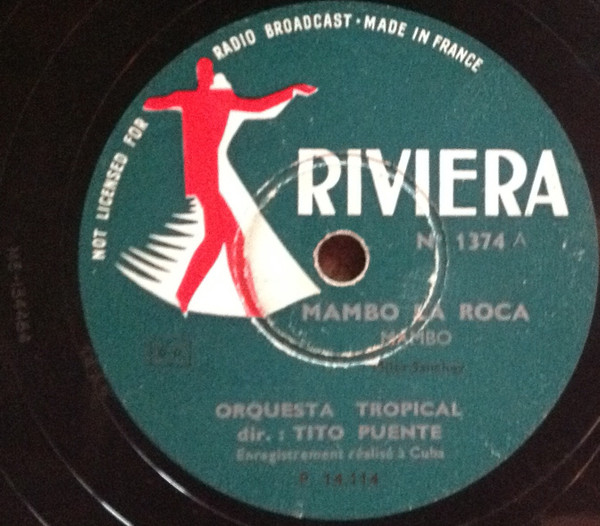 NOT LICENSED FOR RADIO BROADCAST · MADE IN FRANCE
RIVIERA
N° 1374 A
MAMBO LA ROCA
MAMBO
Sanchez
ORQUESTA TROPICAL
dir. : TITO PUENTE
Enregistrement réalisé à Cuba
P. 14.114